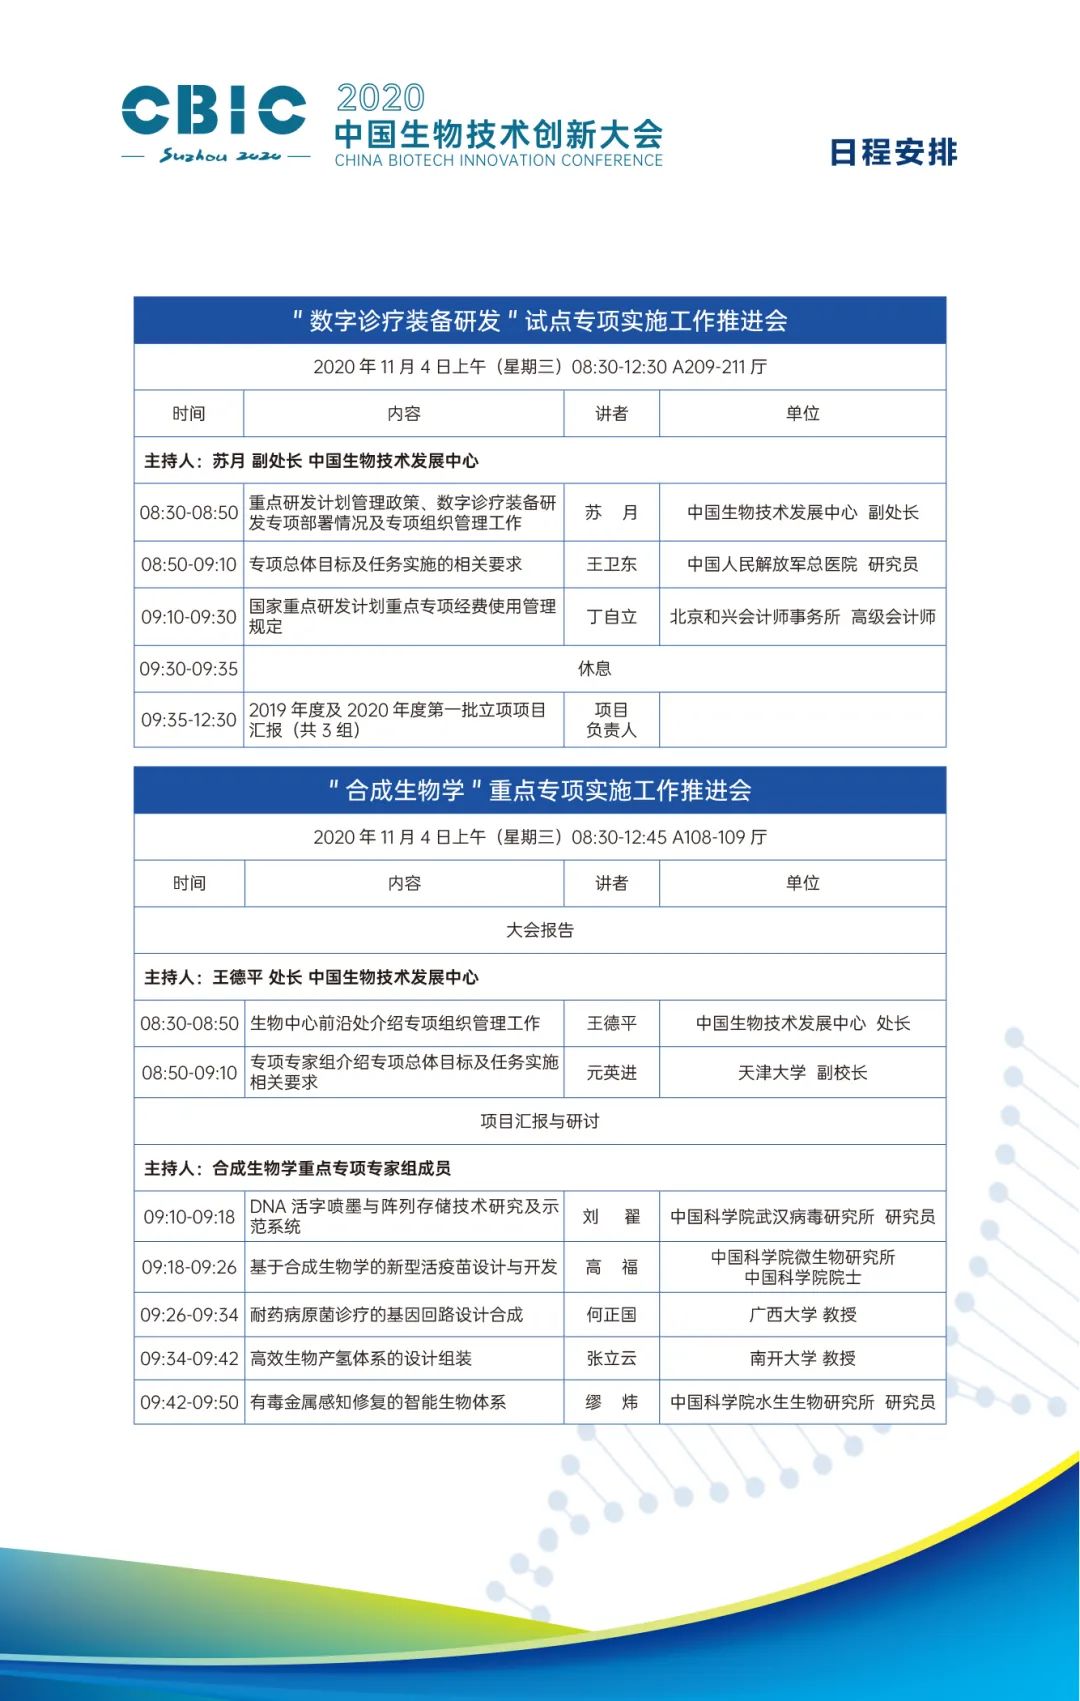 CBIC
Suzhou 2020
2020
中国生物技术创新大会
CHINA BIOTECH INNOVATION CONFERENCE
日程安排
"数字诊疗装备研发"试点专项实施工作推进会
2020 年 11 月 4 日上午（星期三）08:30-12:30 A209-211 厅
时间 内容 讲者 单位
主持人：苏月 副处长 中国生物技术发展中心
08:30-08:50 重点研发计划管理政策、数字诊疗装备研
发专项部署情况及专项组织管理工作 苏 月 中国生物技术发展中心 副处长
08:50-09:10 专项总体目标及任务实施的相关要求 王卫东 中国人民解放军总医院 研究员
09:10-09:30 国家重点研发计划重点专项经费使用管理
规定 丁自立 北京和兴会计师事务所 高级会计师
09:30-09:35 休息
09:35-12:30 2019 年度及 2020 年度第一批立项项目
汇报（共 3 组） 项目
负责人
"合成生物学"重点专项实施工作推进会
2020 年 11 月 4 日上午（星期三）08:30-12:45 A108-109 厅
时间 内容 讲者 单位
大会报告
主持人：王德平 处长 中国生物技术发展中心
08:30-08:50 生物中心前沿处介绍专项组织管理工作 王德平 中国生物技术发展中心 处长
08:50-09:10 专项专家组介绍专项总体目标及任务实施
相关要求 元英进 天津大学 副校长
项目汇报与研讨
主持人：合成生物学重点专项专家组成员
09:10-09:18 DNA 活字喷墨与阵列存储技术研究及示
范系统 刘 翟 中国科学院武汉病毒研究所 研究员
09:18-09:26 基于合成生物学的新型活疫苗设计与开发 高 福 中国科学院微生物研究所
中国科学院院士
09:26-09:34 耐药病原菌诊疗的基因回路设计合成 何正国 广西大学 教授
09:34-09:42 高效生物产氢体系的设计组装 张立云 南开大学 教授
09:42-09:50 有毒金属感知修复的智能生物体系 缪 炜 中国科学院水生生物研究所 研究员